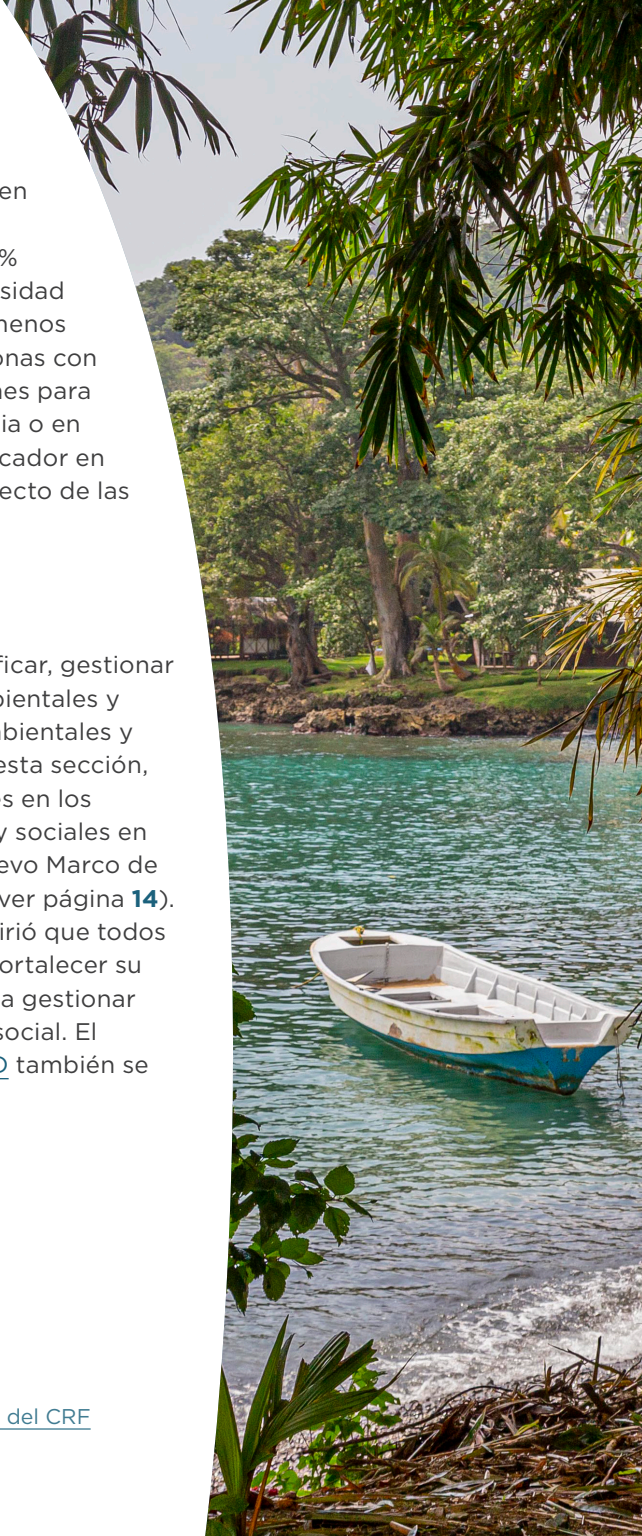 en
%
sidad
menos
onas con
nes para
ia o en
cador en
ecto de las
ficar, gestionar
bientales y
mbientales y
esta sección,
es en los
y sociales en
evo Marco de
ver página 14).
irió que todos
ortalecer su
a gestionar
social. El
O también se
del CRF